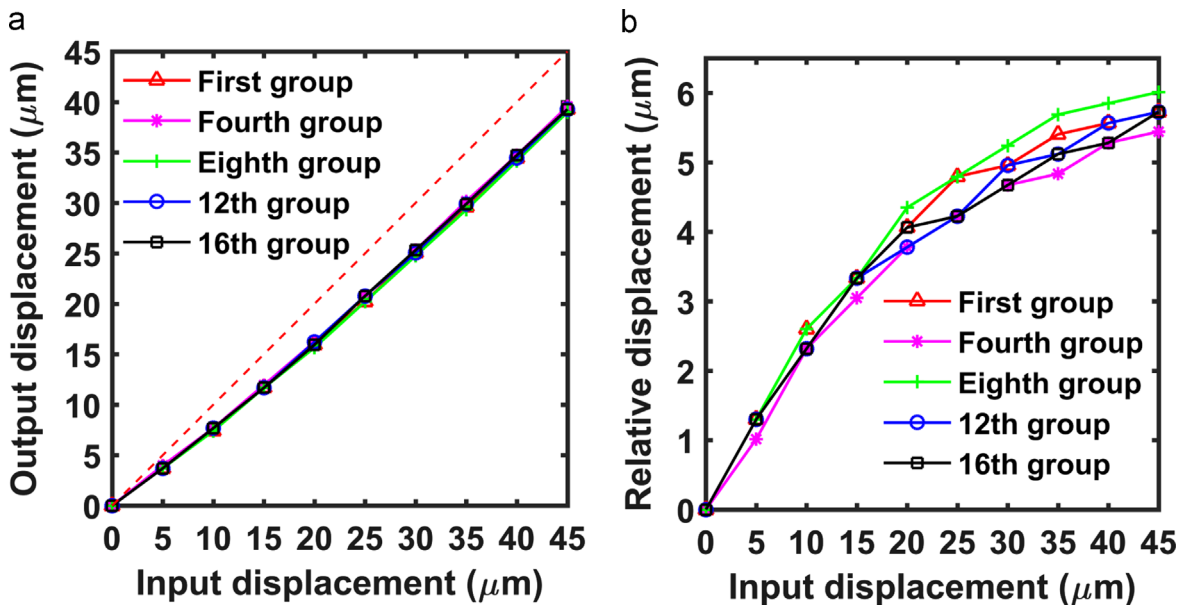 a
Output displacement (μm)
45
40
35
30
25
20
15
10
5
0
First group
Fourth group
Eighth group
12th group
16th group
0 5 10 15 20 25 30 35 40 45
Input displacement (μm)
b
Relative displacement (μm)
6
5
4
3
2
1
0
First group
Fourth group
Eighth group
12th group
16th group
0 5 10 15 20 25 30 35 40 45
Input displacement (μm)